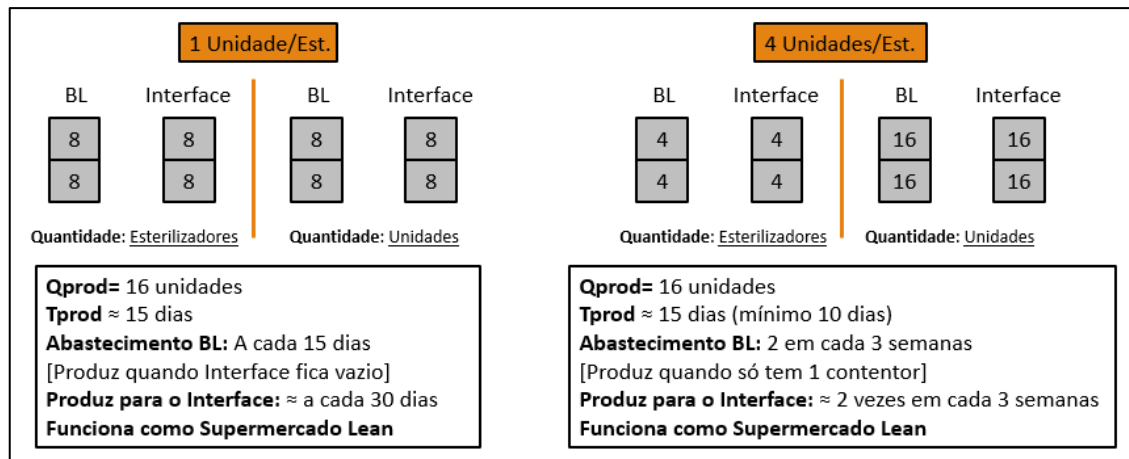 1 Unidade/Est.
BL Interface BL Interface
8 8 8 8
8 8 8 8
Quantidade: Esterilizadores Quantidade: Unidades
Qprod= 16 unidades
Tprod ≈ 15 dias
Abastecimento BL: A cada 15 dias
[Produz quando Interface fica vazio]
Produz para o Interface: ≈ a cada 30 dias
Funciona como Supermercado Lean
4 Unidades/Est.
BL Interface BL Interface
4 4 16 16
4 4 16 16
Quantidade: Esterilizadores Quantidade: Unidades
Qprod= 16 unidades
Tprod ≈ 15 dias (mínimo 10 dias)
Abastecimento BL: 2 em cada 3 semanas
[Produz quando só tem 1 contentor]
Produz para o Interface: ≈ 2 vezes em cada 3 semanas
Funciona como Supermercado Lean